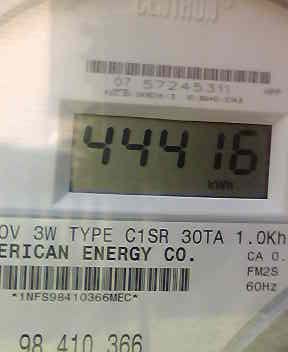 CENTRON
07 57245311
44416
kWh
0V 3W TYPE C1SR 30TA 1.0Kh
ERICAN ENERGY CO.
CA 0.
FM2S
60Hz
*1NFS98410366MEC*
98 410 366